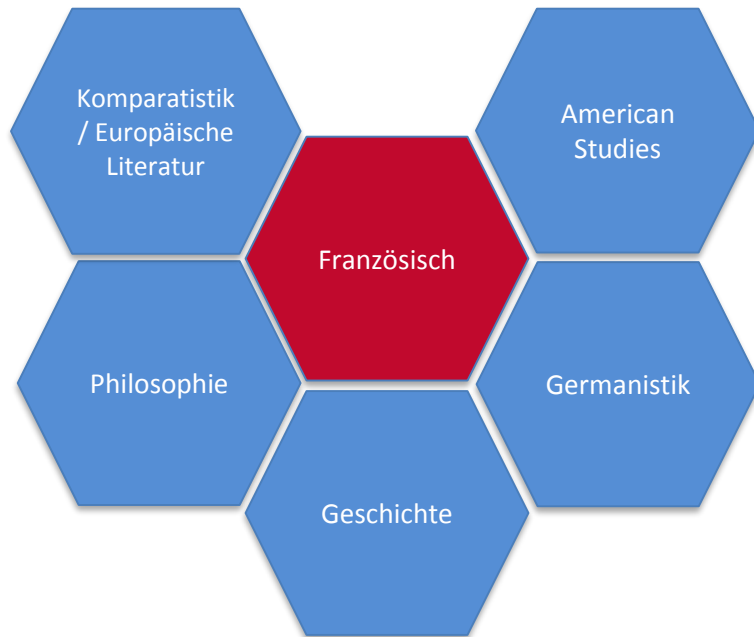 Komparatistik
/ Europäische
Literatur
American
Studies
Französisch
Philosophie
Germanistik
Geschichte